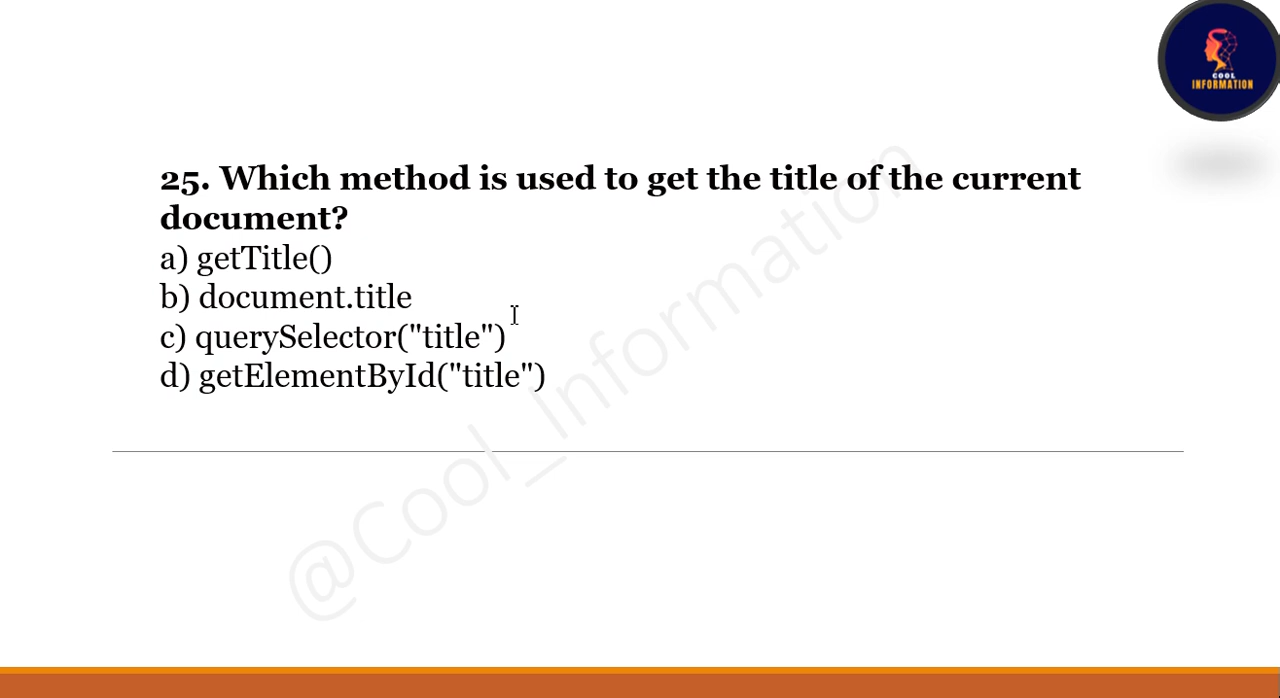 COOL
INFORMATION
25. Which method is used to get the title of the current
document?
a) getTitle()
b) document.title
c) querySelector("title")
d) getElementById("title")
@Cool_Information